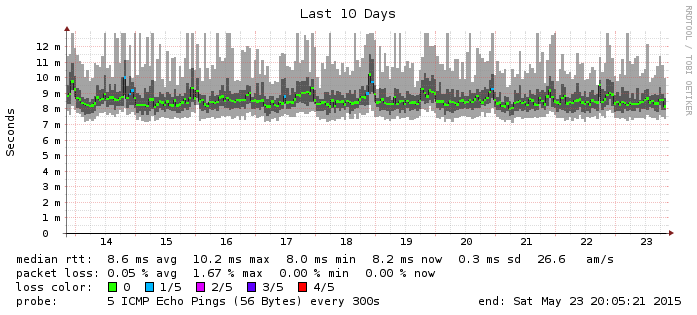 Last 10 Days
RRDTOOL / TOBI OETIKER
Seconds
12 m
11 m
10 m
9 m
8 m
7 m
6 m
5 m
4 m
3 m
2 m
1 m
0
14 15 16 17 18 19 20 21 22 23
median rtt: 8.6 ms avg 10.2 ms max 8.0 ms min 8.2 ms now 0.3 ms sd 26.6 am/s
packet loss: 0.05 % avg 1.67 % max 0.00 % min 0.00 % now
loss color: 0 1/5 2/5 3/5 4/5
probe: 5 ICMP Echo Pings (56 Bytes) every 300s end: Sat May 23 20:05:21 2015